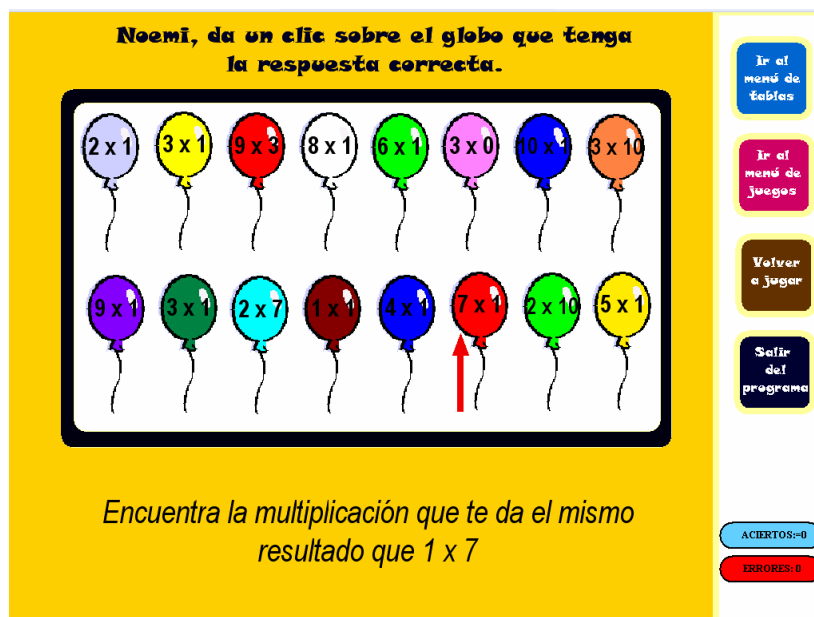 Noemi, da un clic sobre el globo que tenga
la respuesta correcta.
2 x 1 3 x 1 9 x 3 8 x 1 6 x 1 3 x 0 10 x 1 3 x 10
9 x 1 3 x 1 2 x 7 1 x 1 4 x 1 7 x 1 2 x 10 5 x 1
Encuentra la multiplicación que te da el mismo
resultado que 1 x 7
Ir al
menú de
tablas
Ir al
menú de
juegos
Volver
a jugar
Salir
del
programa
ACIERTOS:=0
ERRORES: 0